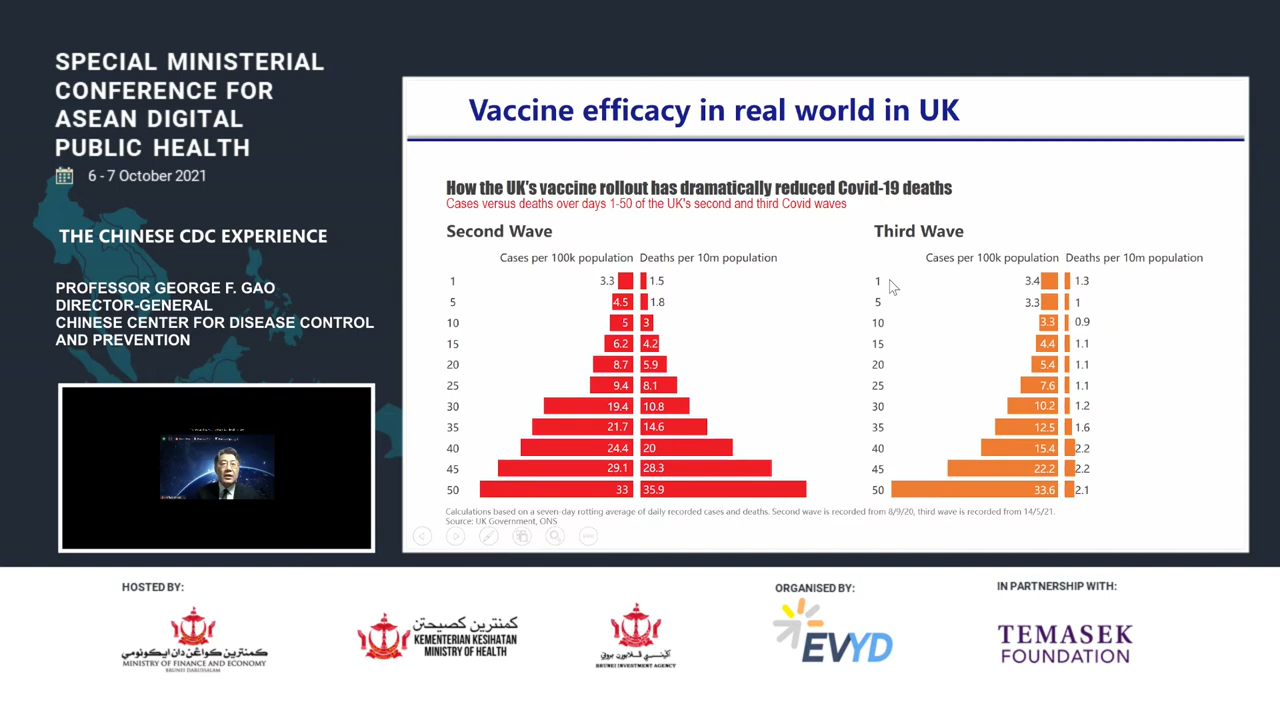 SPECIAL MINISTERIAL
CONFERENCE FOR
ASEAN DIGITAL
PUBLIC HEALTH
6 - 7 October 2021
THE CHINESE CDC EXPERIENCE
PROFESSOR GEORGE F. GAO
DIRECTOR-GENERAL
CHINESE CENTER FOR DISEASE CONTROL
AND PREVENTION
Vaccine efficacy in real world in UK
How the UK's vaccine rollout has dramatically reduced Covid-19 deaths
Cases versus deaths over days 1-50 of the UK's second and third Covid waves
Second Wave
Cases per 100k population Deaths per 10m population
1 3.3 1.5
5 4.5 1.8
10 5 3
15 6.2 4.2
20 8.7 5.9
25 9.4 8.1
30 19.4 10.8
35 21.7 14.6
40 24.4 20
45 29.1 28.3
50 33 35.9
Third Wave
Cases per 100k population Deaths per 10m population
1 3.4 1.3
5 3.3 1
10 3.3 0.9
15 4.4 1.1
20 5.4 1.1
25 7.6 1.1
30 10.2 1.2
35 12.5 1.6
40 15.4 2.2
45 22.2 2.2
50 33.6 2.1
Calculations based on a seven-day rotting average of daily recorded cases and deaths. Second wave is recorded from 8/9/20, third wave is recorded from 14/5/21.
Source: UK Government, ONS
HOSTED BY:
كمنترين كواڠن دان ايكونومي
MINISTRY OF FINANCE AND ECONOMY
BRUNEI DARUSSALAM
كمنترين كصيحتن
KEMENTERIAN KESIHATAN
MINISTRY OF HEALTH
BRUNEI INVESTMENT AGENCY
ORGANISED BY:
EVYD
IN PARTNERSHIP WITH:
TEMASEK
FOUNDATION